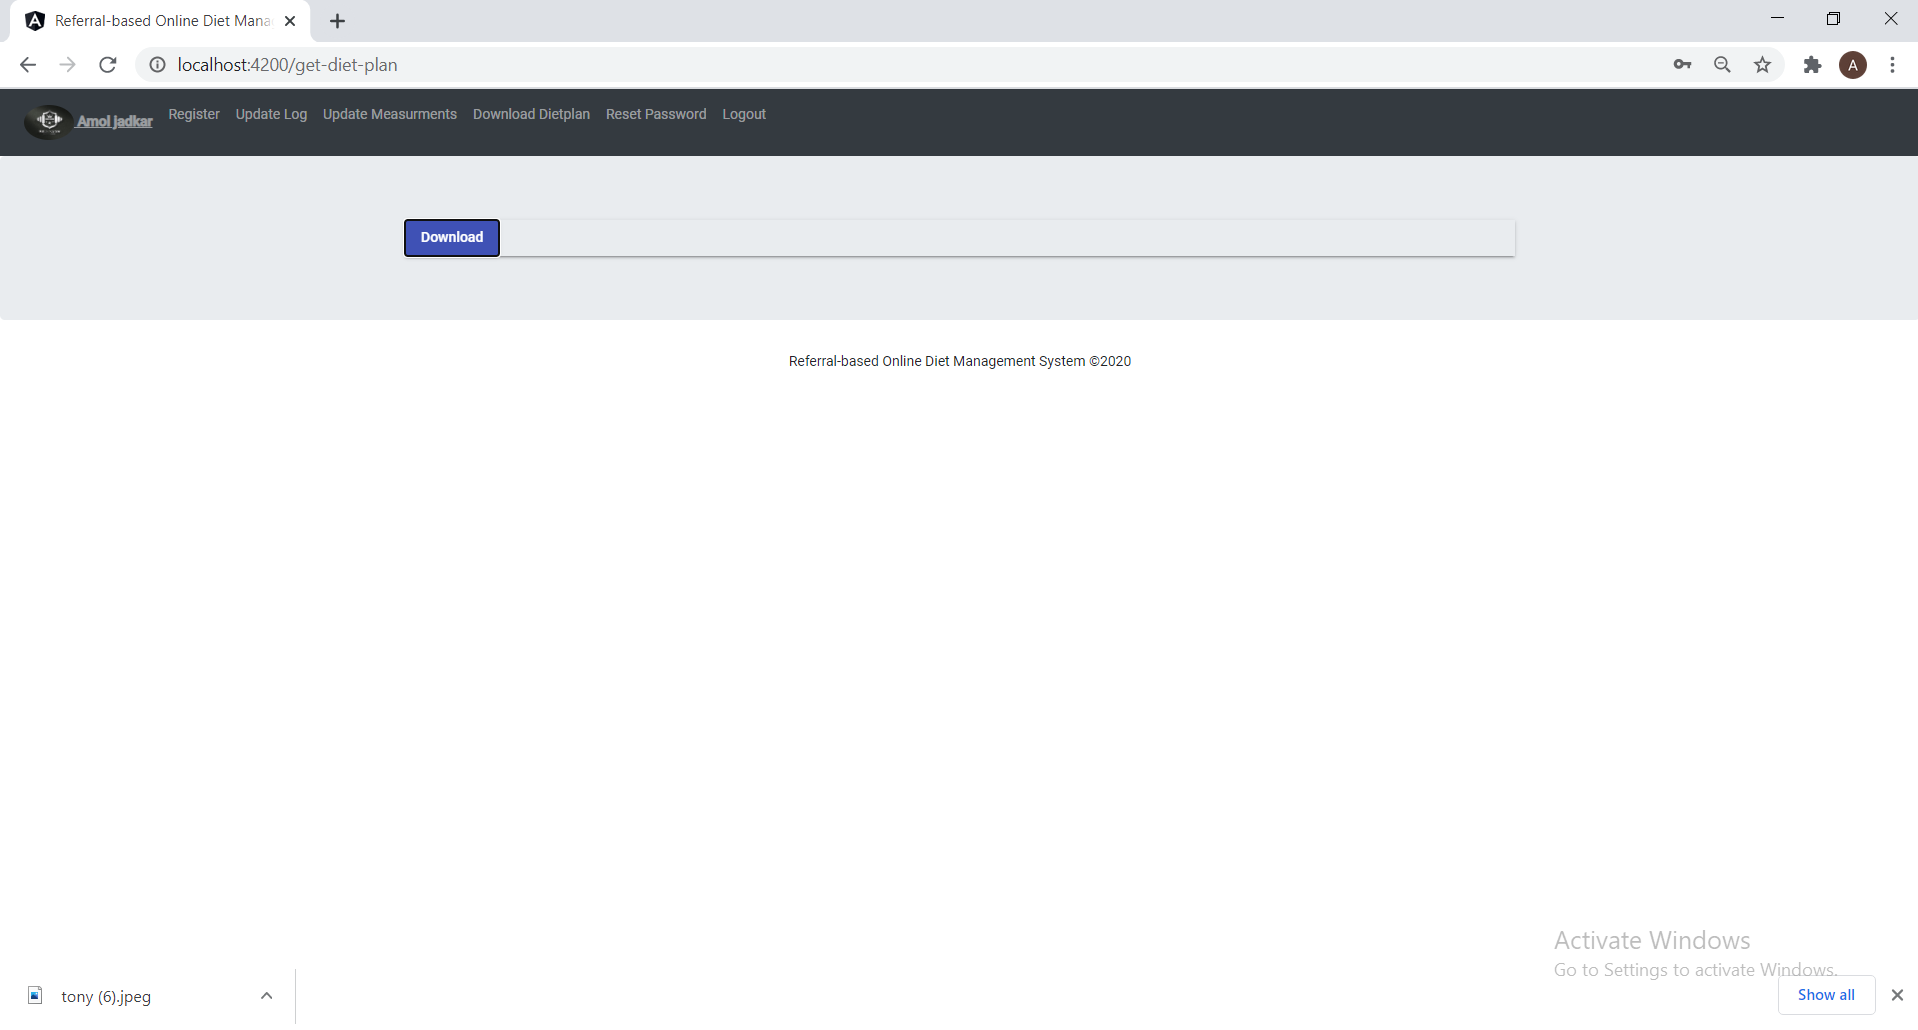 Referral-based Online Diet Mana
localhost:4200/get-diet-plan
A
Amol jadkar Register Update Log Update Measurments Download Dietplan Reset Password Logout
Download
Referral-based Online Diet Management System ©2020
Activate Windows
Go to Settings to activate Windows.
tony (6).jpeg
Show all